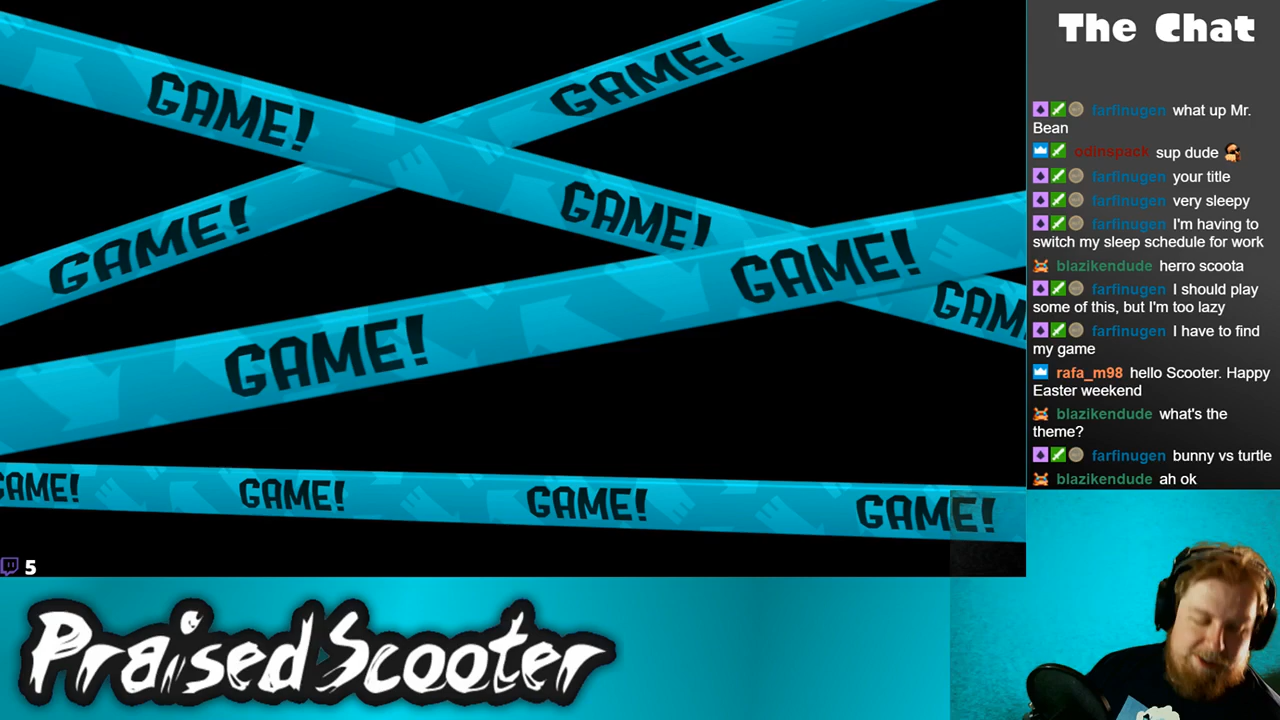 The Chat
farfinugen what up Mr.
Bean
odinspack sup dude
farfinugen your title
farfinugen very sleepy
farfinugen I'm having to
switch my sleep schedule for work
blazikendude herro scoota
farfinugen I should play
some of this, but I'm too lazy
farfinugen I have to find
my game
rafa_m98 hello Scooter. Happy
Easter weekend
blazikendude what's the
theme?
farfinugen bunny vs turtle
blazikendude ah ok
GAME!
GAME!
GAME!
GAME!
GAME!
GAM
GAME!
GAME!
GAME!
GAME!
GAME!
5
PraisedScooter